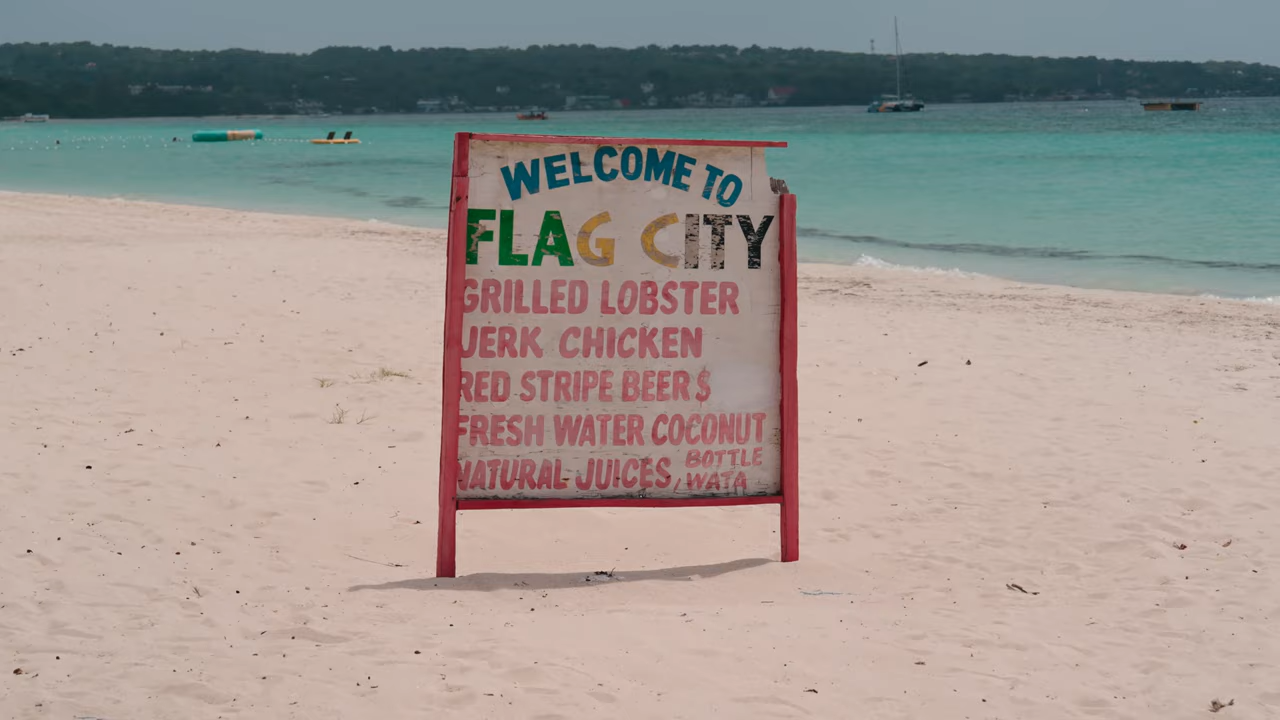 WELCOME TO
FLAG CITY
GRILLED LOBSTER
JERK CHICKEN
RED STRIPE BEER$
FRESH WATER COCONUT
NATURAL JUICES, BOTTLE
WATA